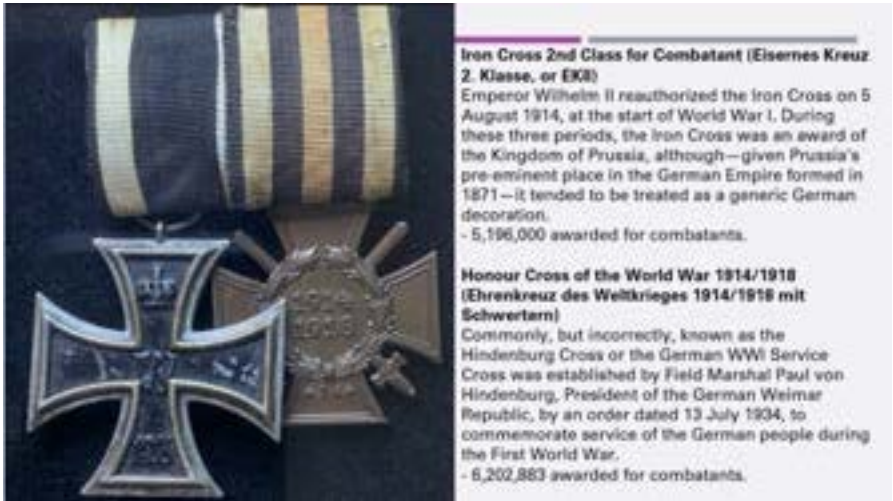 Iron Cross 2nd Class for Combatant (Eisernes Kreuz
2. Klasse, or EKII)
Emperor Wilhelm II reauthorized the Iron Cross on 5
August 1914, at the start of World War I. During
these three periods, the Iron Cross was an award of
the Kingdom of Prussia, although—given Prussia's
pre-eminent place in the German Empire formed in
1871—it tended to be treated as a generic German
decoration.
- 5,196,000 awarded for combatants.
Honour Cross of the World War 1914/1918
(Ehrenkreuz des Weltkrieges 1914/1918 mit
Schwertern)
Commonly, but incorrectly, known as the
Hindenburg Cross or the German WWI Service
Cross was established by Field Marshal Paul von
Hindenburg, President of the German Weimar
Republic, by an order dated 13 July 1934, to
commemorate service of the German people during
the First World War.
- 6,202,883 awarded for combatants.
1914
1918